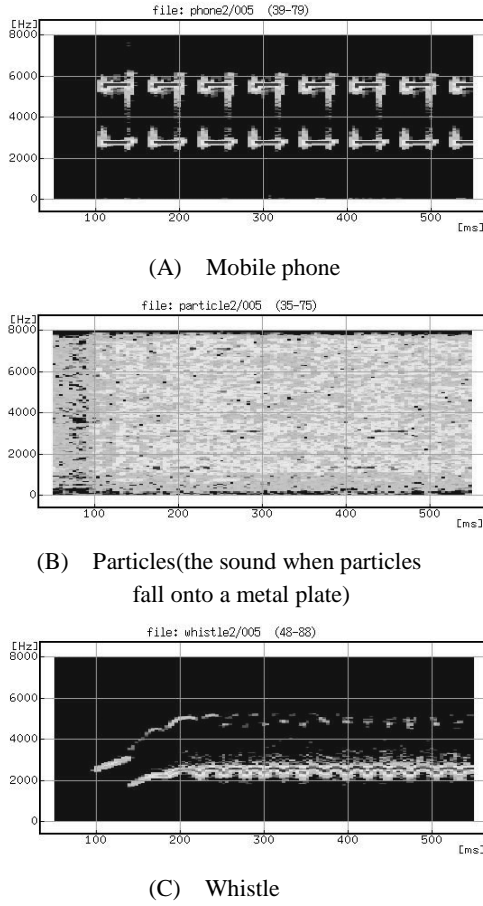 file: phone2/005 (39-79)
[Hz]
8000
6000
4000
2000
0
100 200 300 400 500
[ms]
(A) Mobile phone
file: particle2/005 (35-75)
[Hz]
8000
6000
4000
2000
0
100 200 300 400 500
[ms]
(B) Particles(the sound when particles
fall onto a metal plate)
file: whistle2/005 (48-88)
[Hz]
8000
6000
4000
2000
0
100 200 300 400 500
[ms]
(C) Whistle